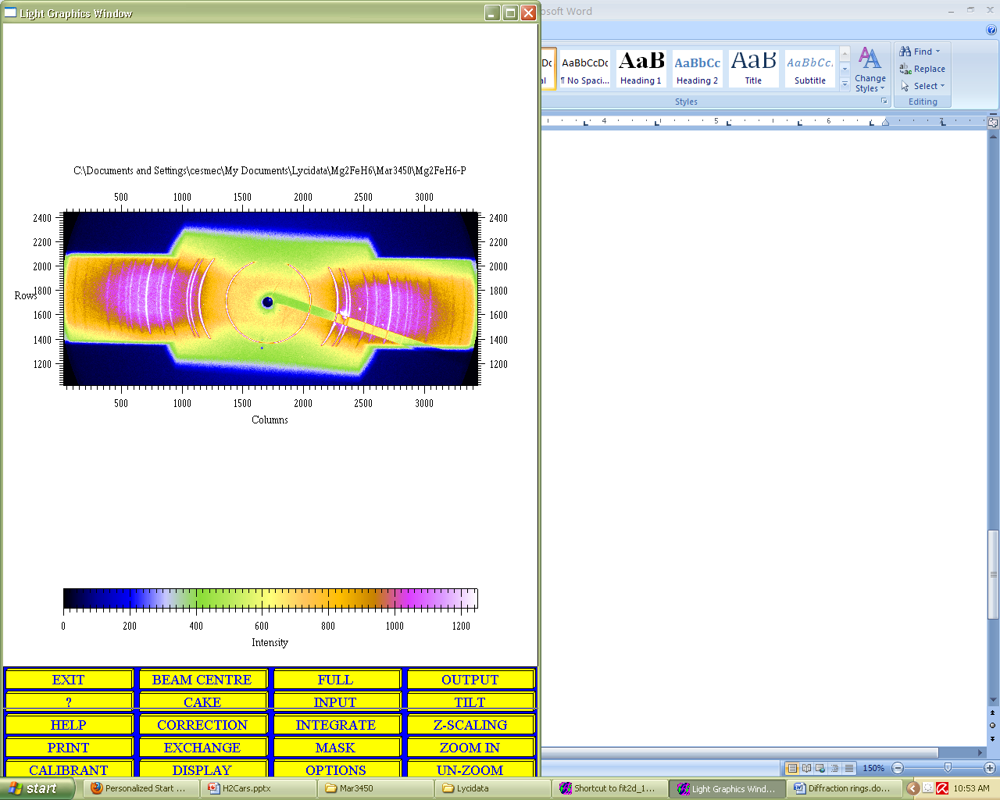 Light Graphics Window
osoft Word
AaBbCcDc
¶ No Spaci...
AaB
Heading 1
AaBbCc
Heading 2
AaB
Title
AaBbCc.
Subtitle
Change
Styles
Find
Replace
Select
Styles
Editing
4 5 6 7
C:\Documents and Settings\cesmec\My Documents\Lycidata\Mg2FeH6\Mar3450\Mg2FeH6-P
500 1000 1500 2000 2500 3000
2400 2400
2200 2200
2000 2000
1800 1800
Rows
1600 1600
1400 1400
1200 1200
500 1000 1500 2000 2500 3000
Columns
0 200 400 600 800 1000 1200
Intensity
EXIT BEAM CENTRE FULL OUTPUT
? CAKE INPUT TILT
HELP CORRECTION INTEGRATE Z-SCALING
PRINT EXCHANGE MASK ZOOM IN
CALIBRANT DISPLAY OPTIONS UN-ZOOM
150%
start
Personalized Start ...
H2Cars.pptx
Mar3450
Lycidata
Shortcut to fit2d_1...
Light Graphics Wind...
Diffraction rings.do...
10:53 AM